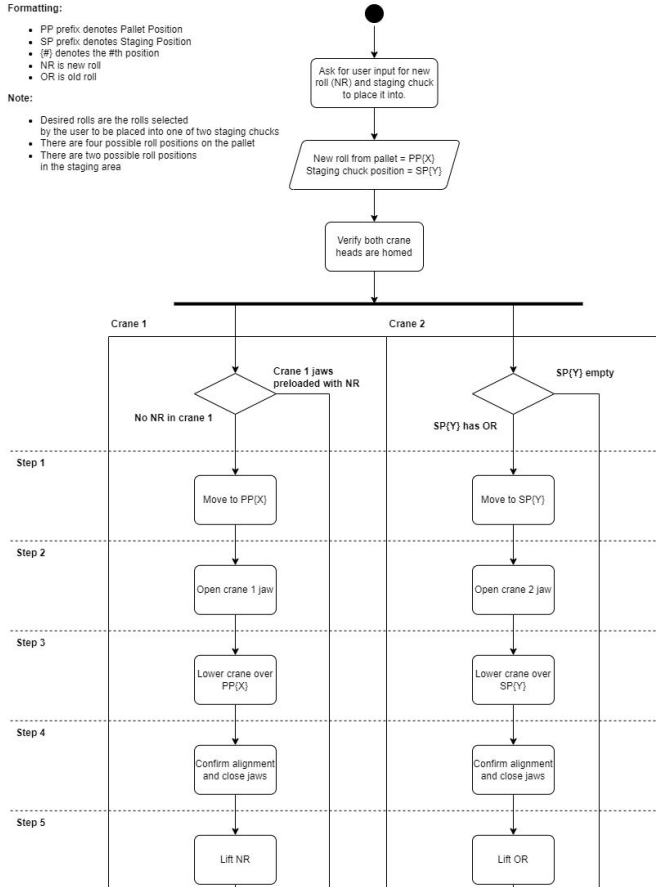 Formatting:
PP prefix denotes Pallet Position
SP prefix denotes Staging Position
{#} denotes the #th position
NR is new roll
OR is old roll
Note:
Desired rolls are the rolls selected
by the user to be placed into one of two staging chucks
There are four possible roll positions on the pallet
There are two possible roll positions
in the staging area
Ask for user input for new
roll (NR) and staging chuck
to place it into.
New roll from pallet = PP{X}
Staging chuck position = SP{Y}
Verify both crane
heads are homed
Crane 1
Crane 2
Crane 1 jaws
preloaded with NR
SP{Y} empty
No NR in crane 1
SP{Y} has OR
Step 1
Move to PP{X}
Move to SP{Y}
Step 2
Open crane 1 jaw
Open crane 2 jaw
Step 3
Lower crane over
PP{X}
Lower crane over
SP{Y}
Step 4
Confirm alignment
and close jaws
Confirm alignment
and close jaws
Step 5
Lift NR
Lift OR